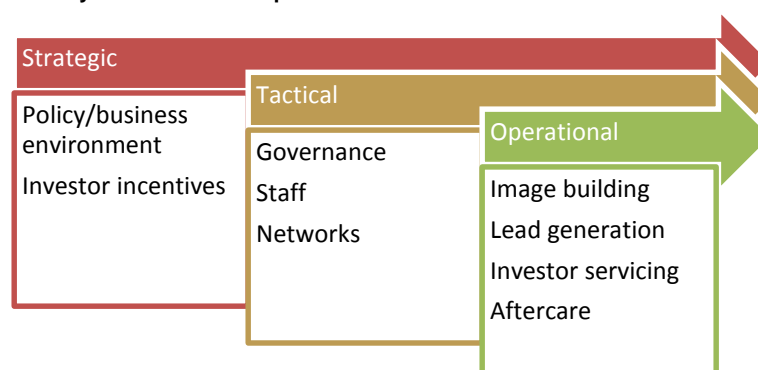 Strategic
Policy/business
environment
Investor incentives
Tactical
Governance
Staff
Networks
Operational
Image building
Lead generation
Investor servicing
Aftercare